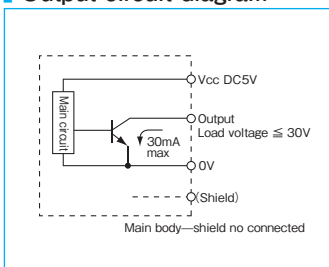 Output circuit diagram
Vcc DC5V
Main circuit
Output
Load voltage ≦ 30V
30mA
max
0V
(Shield)
Main body—shield no connected